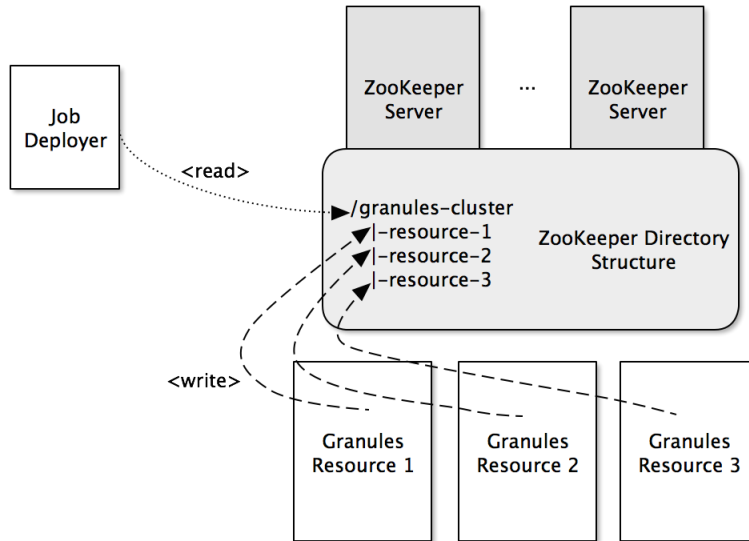 ZooKeeper
Server
...
ZooKeeper
Server
Job
Deployer
<read>
/granules-cluster
|-resource-1
|-resource-2
|-resource-3
ZooKeeper Directory
Structure
<write>
Granules
Resource 1
Granules
Resource 2
Granules
Resource 3